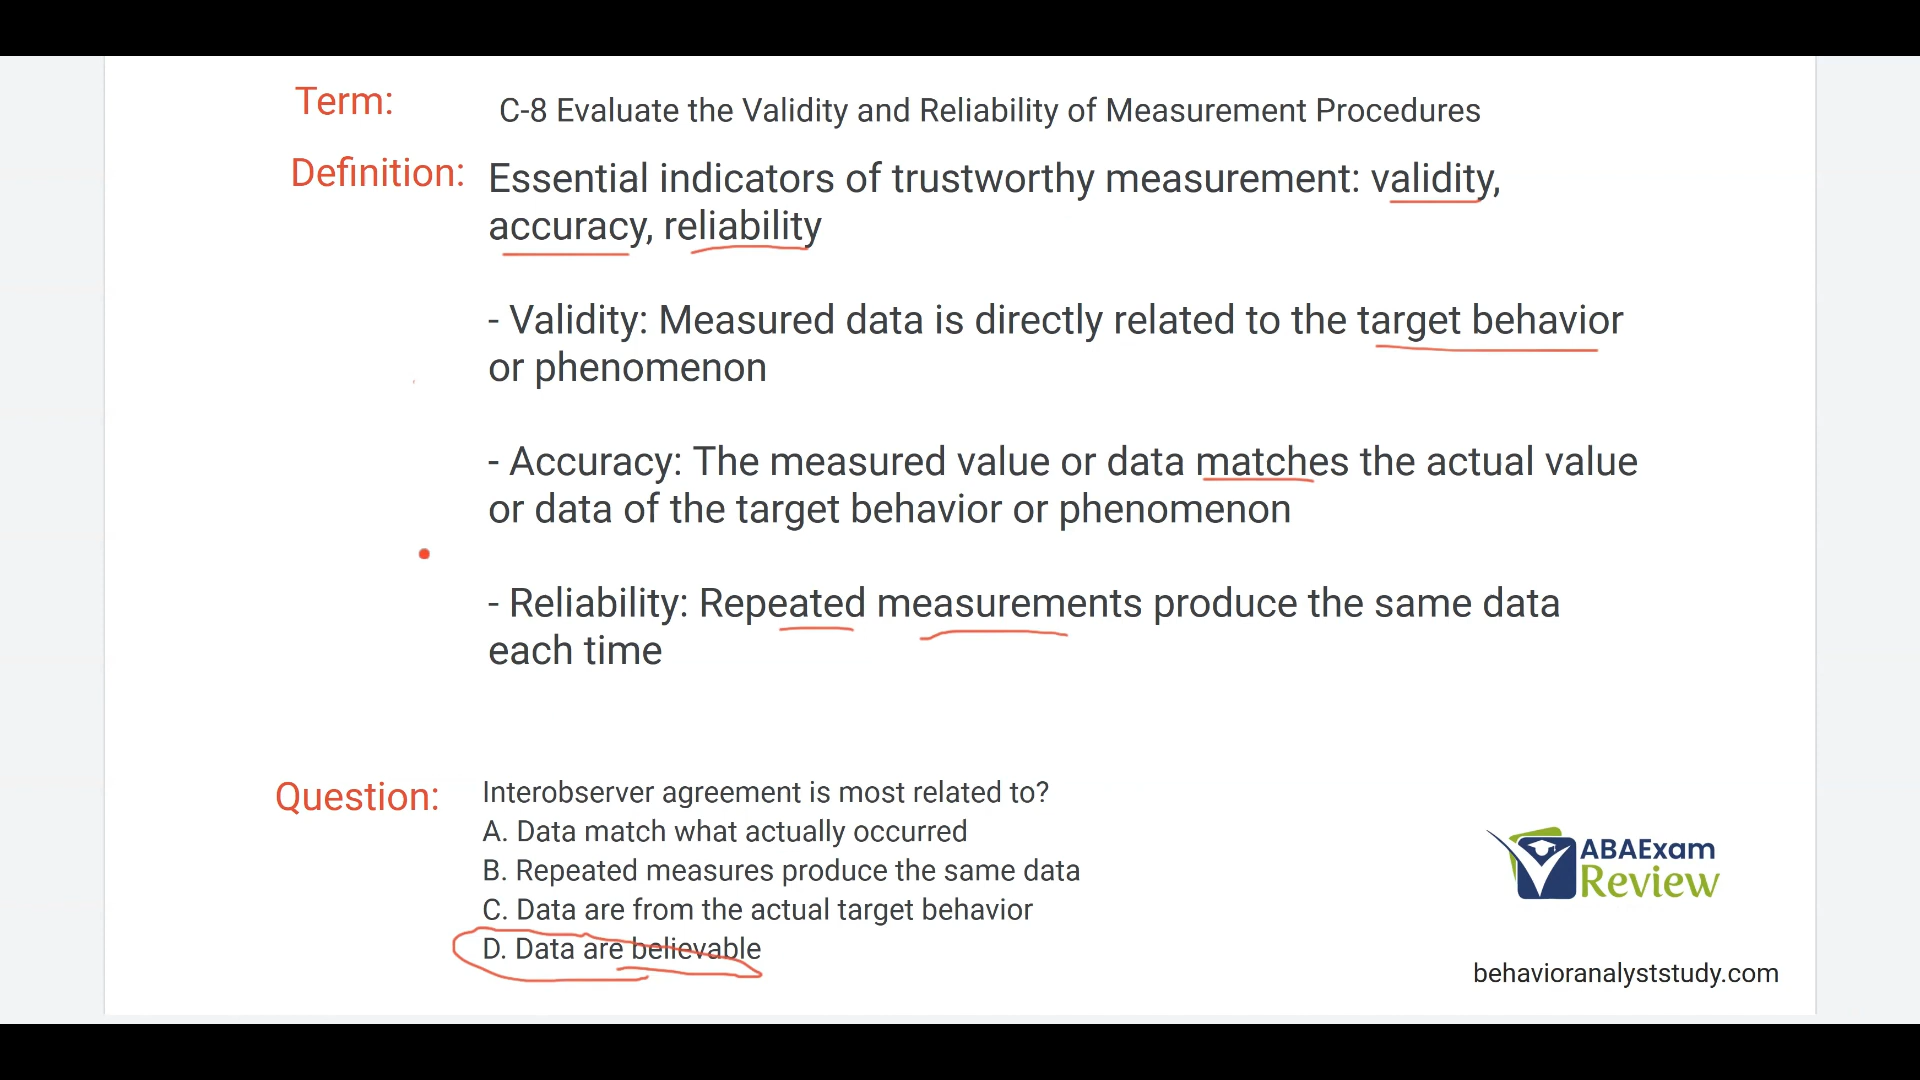 Term:
C-8 Evaluate the Validity and Reliability of Measurement Procedures
Definition:
Essential indicators of trustworthy measurement: validity,
accuracy, reliability
- Validity: Measured data is directly related to the target behavior
or phenomenon
- Accuracy: The measured value or data matches the actual value
or data of the target behavior or phenomenon
- Reliability: Repeated measurements produce the same data
each time
Question:
Interobserver agreement is most related to?
A. Data match what actually occurred
B. Repeated measures produce the same data
C. Data are from the actual target behavior
D. Data are believable
ABAExam
Review
behavioranalyststudy.com